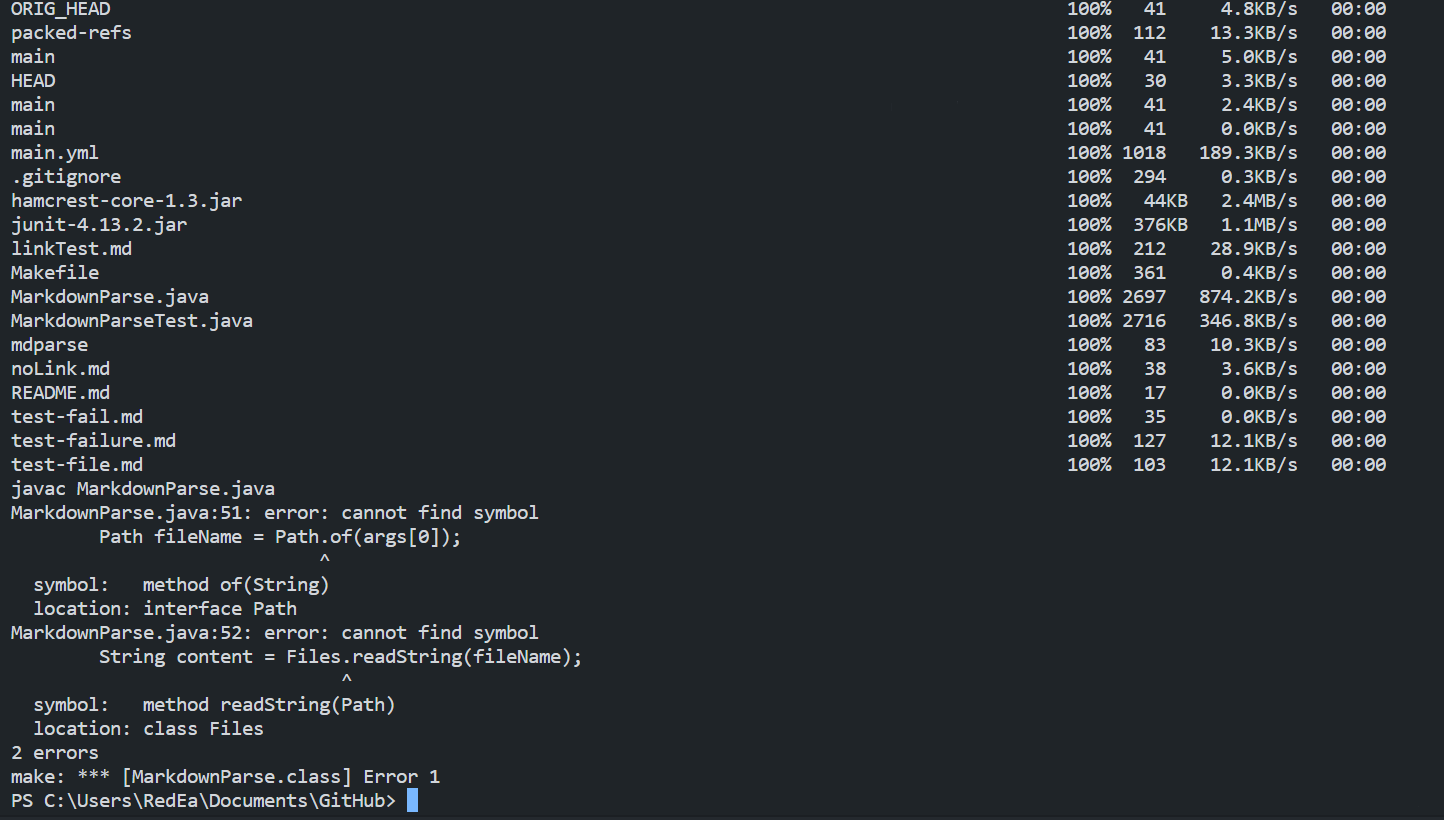 ORIG_HEAD 100% 41 4.8KB/s 00:00
packed-refs 100% 112 13.3KB/s 00:00
main 100% 41 5.0KB/s 00:00
HEAD 100% 30 3.3KB/s 00:00
main 100% 41 2.4KB/s 00:00
main 100% 41 0.0KB/s 00:00
main.yml 100% 1018 189.3KB/s 00:00
.gitignore 100% 294 0.3KB/s 00:00
hamcrest-core-1.3.jar 100% 44KB 2.4MB/s 00:00
junit-4.13.2.jar 100% 376KB 1.1MB/s 00:00
linkTest.md 100% 212 28.9KB/s 00:00
Makefile 100% 361 0.4KB/s 00:00
MarkdownParse.java 100% 2697 874.2KB/s 00:00
MarkdownParseTest.java 100% 2716 346.8KB/s 00:00
mdparse 100% 83 10.3KB/s 00:00
noLink.md 100% 38 3.6KB/s 00:00
README.md 100% 17 0.0KB/s 00:00
test-fail.md 100% 35 0.0KB/s 00:00
test-failure.md 100% 127 12.1KB/s 00:00
test-file.md 100% 103 12.1KB/s 00:00
javac MarkdownParse.java
MarkdownParse.java:51: error: cannot find symbol
        Path fileName = Path.of(args[0]);
                            ^
  symbol:   method of(String)
  location: interface Path
MarkdownParse.java:52: error: cannot find symbol
        String content = Files.readString(fileName);
                              ^
  symbol:   method readString(Path)
  location: class Files
2 errors
make: *** [MarkdownParse.class] Error 1
PS C:\Users\RedEa\Documents\GitHub>